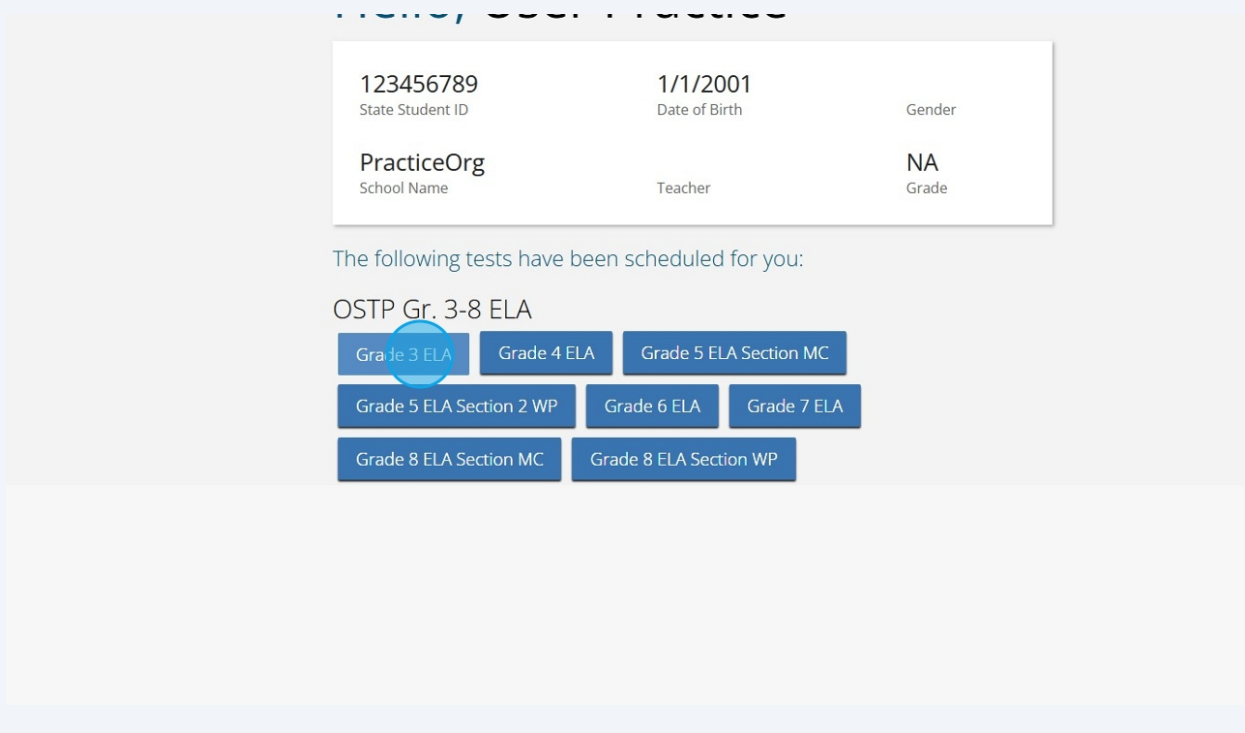 Hello, User Practice
123456789 1/1/2001
State Student ID Date of Birth Gender
PracticeOrg NA
School Name Teacher Grade
The following tests have been scheduled for you:
OSTP Gr. 3-8 ELA
Grade 3 ELA Grade 4 ELA Grade 5 ELA Section MC
Grade 5 ELA Section 2 WP Grade 6 ELA Grade 7 ELA
Grade 8 ELA Section MC Grade 8 ELA Section WP